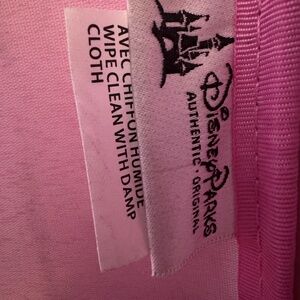 DISNEY PARKS
AUTHENTIC · ORIGINAL
AVEC CHIFFON HUMIDE
WIPE CLEAN WITH DAMP
CLOTH